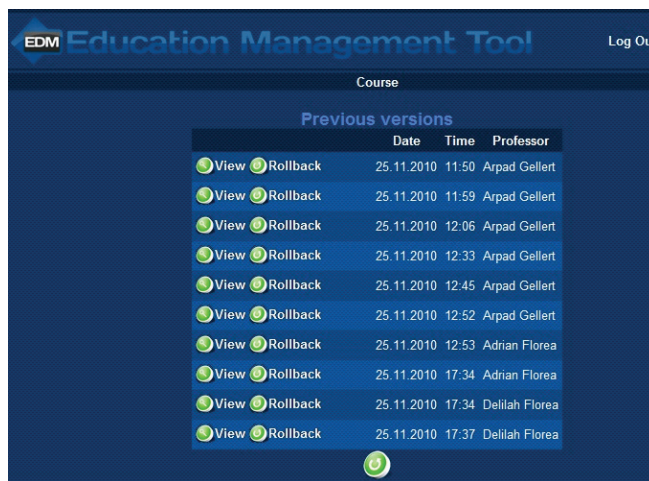 EDM Education Management Tool Log Ou
Course
Previous versions
Date Time Professor
View Rollback 25.11.2010 11:50 Arpad Gellert
View Rollback 25.11.2010 11:59 Arpad Gellert
View Rollback 25.11.2010 12:06 Arpad Gellert
View Rollback 25.11.2010 12:33 Arpad Gellert
View Rollback 25.11.2010 12:45 Arpad Gellert
View Rollback 25.11.2010 12:52 Arpad Gellert
View Rollback 25.11.2010 12:53 Adrian Florea
View Rollback 25.11.2010 17:34 Adrian Florea
View Rollback 25.11.2010 17:34 Delilah Florea
View Rollback 25.11.2010 17:37 Delilah Florea